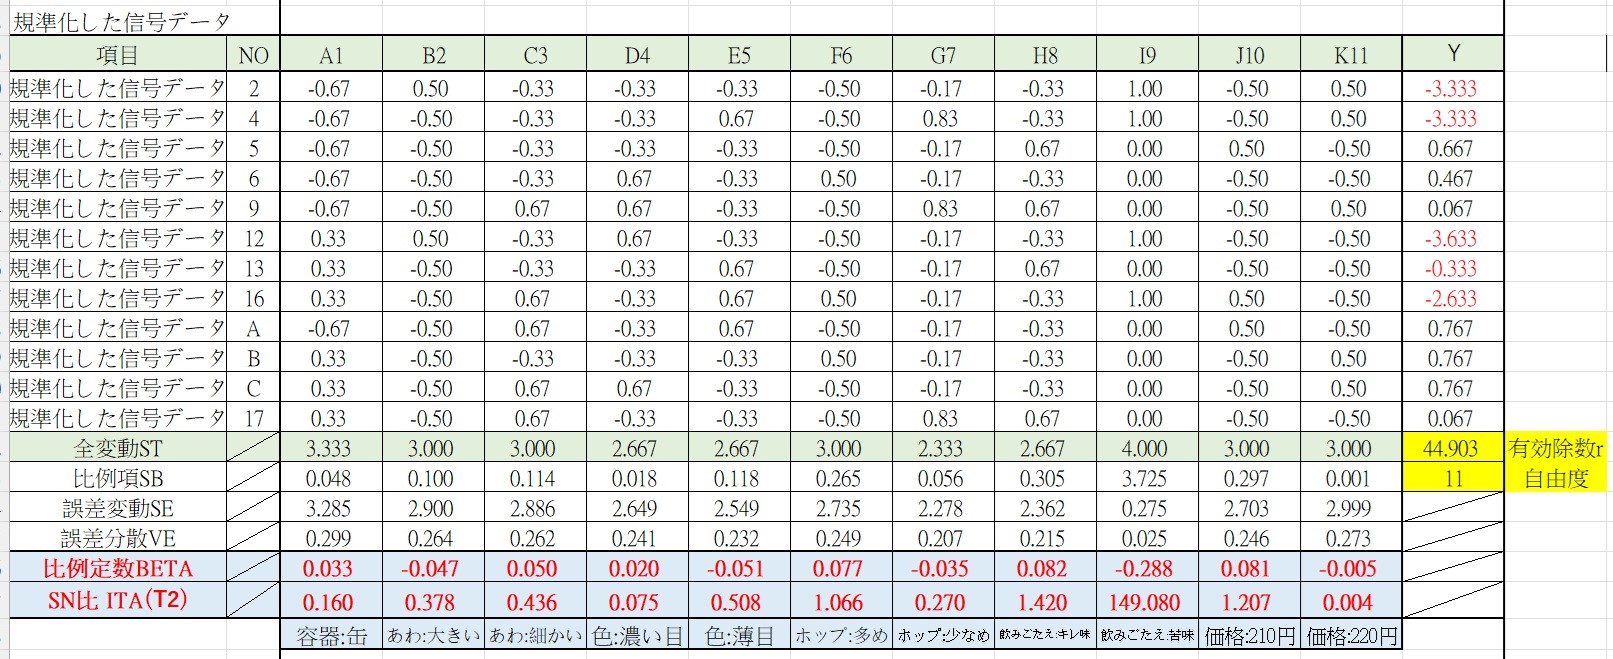 規準化した信号データ
項目 NO A1 B2 C3 D4 E5 F6 G7 H8 I9 J10 K11 Y
規準化した信号データ 2 -0.67 0.50 -0.33 -0.33 -0.33 -0.50 -0.17 -0.33 1.00 -0.50 0.50 -3.333
規準化した信号データ 4 -0.67 -0.50 -0.33 -0.33 0.67 -0.50 0.83 -0.33 1.00 -0.50 0.50 -3.333
規準化した信号データ 5 -0.67 -0.50 -0.33 -0.33 -0.33 -0.50 -0.17 0.67 0.00 0.50 -0.50 0.667
規準化した信号データ 6 -0.67 -0.50 -0.33 0.67 -0.33 0.50 -0.17 -0.33 0.00 -0.50 -0.50 0.467
規準化した信号データ 9 -0.67 -0.50 0.67 0.67 -0.33 -0.50 0.83 0.67 0.00 -0.50 0.50 0.067
規準化した信号データ 12 0.33 0.50 -0.33 0.67 -0.33 -0.50 -0.17 -0.33 1.00 -0.50 -0.50 -3.633
規準化した信号データ 13 0.33 -0.50 -0.33 -0.33 0.67 -0.50 -0.17 0.67 0.00 -0.50 0.50 -0.333
規準化した信号データ 16 0.33 -0.50 0.67 -0.33 0.67 0.50 -0.17 -0.33 1.00 0.50 -0.50 -2.633
規準化した信号データ A -0.67 -0.50 0.67 -0.33 0.67 -0.50 -0.17 -0.33 0.00 0.50 -0.50 0.767
規準化した信号データ B 0.33 -0.50 -0.33 -0.33 -0.33 0.50 -0.17 -0.33 0.00 -0.50 0.50 0.767
規準化した信号データ C 0.33 -0.50 0.67 0.67 -0.33 -0.50 -0.17 -0.33 0.00 -0.50 0.50 0.767
規準化した信号データ 17 0.33 -0.50 0.67 -0.33 -0.33 -0.50 0.83 0.67 0.00 -0.50 -0.50 0.067
全変動ST 3.333 3.000 3.000 2.667 2.667 3.000 2.333 2.667 4.000 3.000 3.000 44.903 有効除数r
比例項SB 0.048 0.100 0.114 0.018 0.118 0.265 0.056 0.305 3.725 0.297 0.001 11 自由度
誤差変動SE 3.285 2.900 2.886 2.649 2.549 2.735 2.278 2.362 0.275 2.703 2.999
誤差分散VE 0.299 0.264 0.262 0.241 0.232 0.249 0.207 0.215 0.025 0.246 0.273
比例定数BETA 0.033 -0.047 0.050 0.020 -0.051 0.077 -0.035 0.082 -0.288 0.081 -0.005
SN比 ITA(T2) 0.160 0.378 0.436 0.075 0.508 1.066 0.270 1.420 149.080 1.207 0.004
容器:缶 あわ:大きい あわ:細かい 色:濃い目 色:薄目 ホップ:多め ホップ:少なめ 飲みごたえ:キレ味 飲みごたえ:苦味 価格:210円 価格:220円